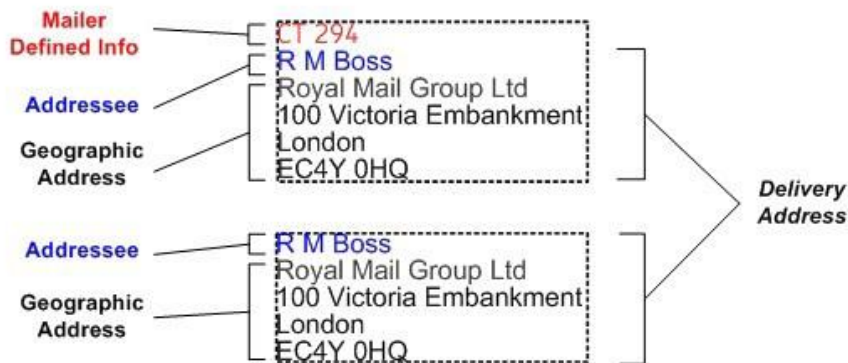 Mailer
Defined Info
CT 294
R M Boss
Addressee
Royal Mail Group Ltd
100 Victoria Embankment
London
EC4Y 0HQ
Geographic
Address
Delivery
Address
Addressee
R M Boss
Royal Mail Group Ltd
100 Victoria Embankment
London
EC4Y 0HQ
Geographic
Address